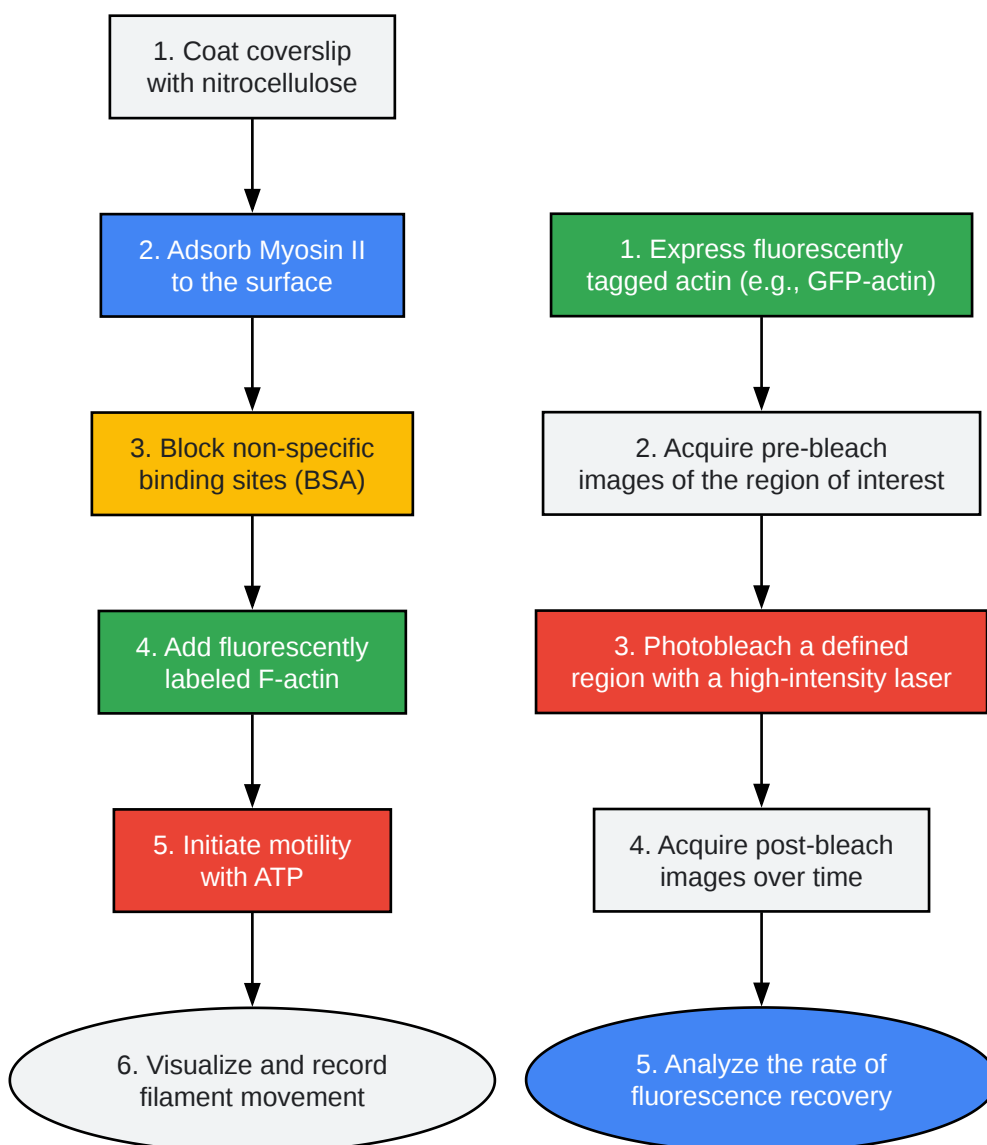 1. Coat coverslip
with nitrocellulose
2. Adsorb Myosin II
to the surface
3. Block non-specific
binding sites (BSA)
4. Add fluorescently
labeled F-actin
5. Initiate motility
with ATP
6. Visualize and record
filament movement
1. Express fluorescently
tagged actin (e.g., GFP-actin)
2. Acquire pre-bleach
images of the region of interest
3. Photobleach a defined
region with a high-intensity laser
4. Acquire post-bleach
images over time
5. Analyze the rate of
fluorescence recovery